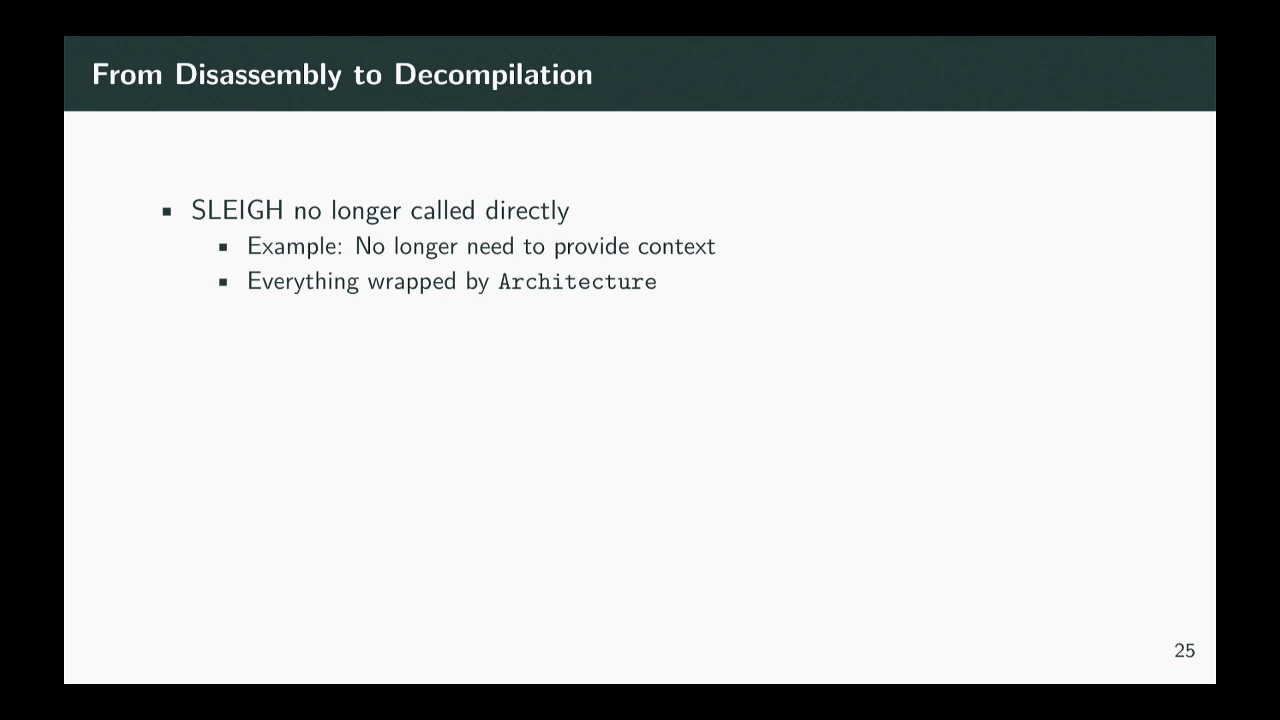 From Disassembly to Decompilation
▪ SLEIGH no longer called directly
▪ Example: No longer need to provide context
▪ Everything wrapped by Architecture
25